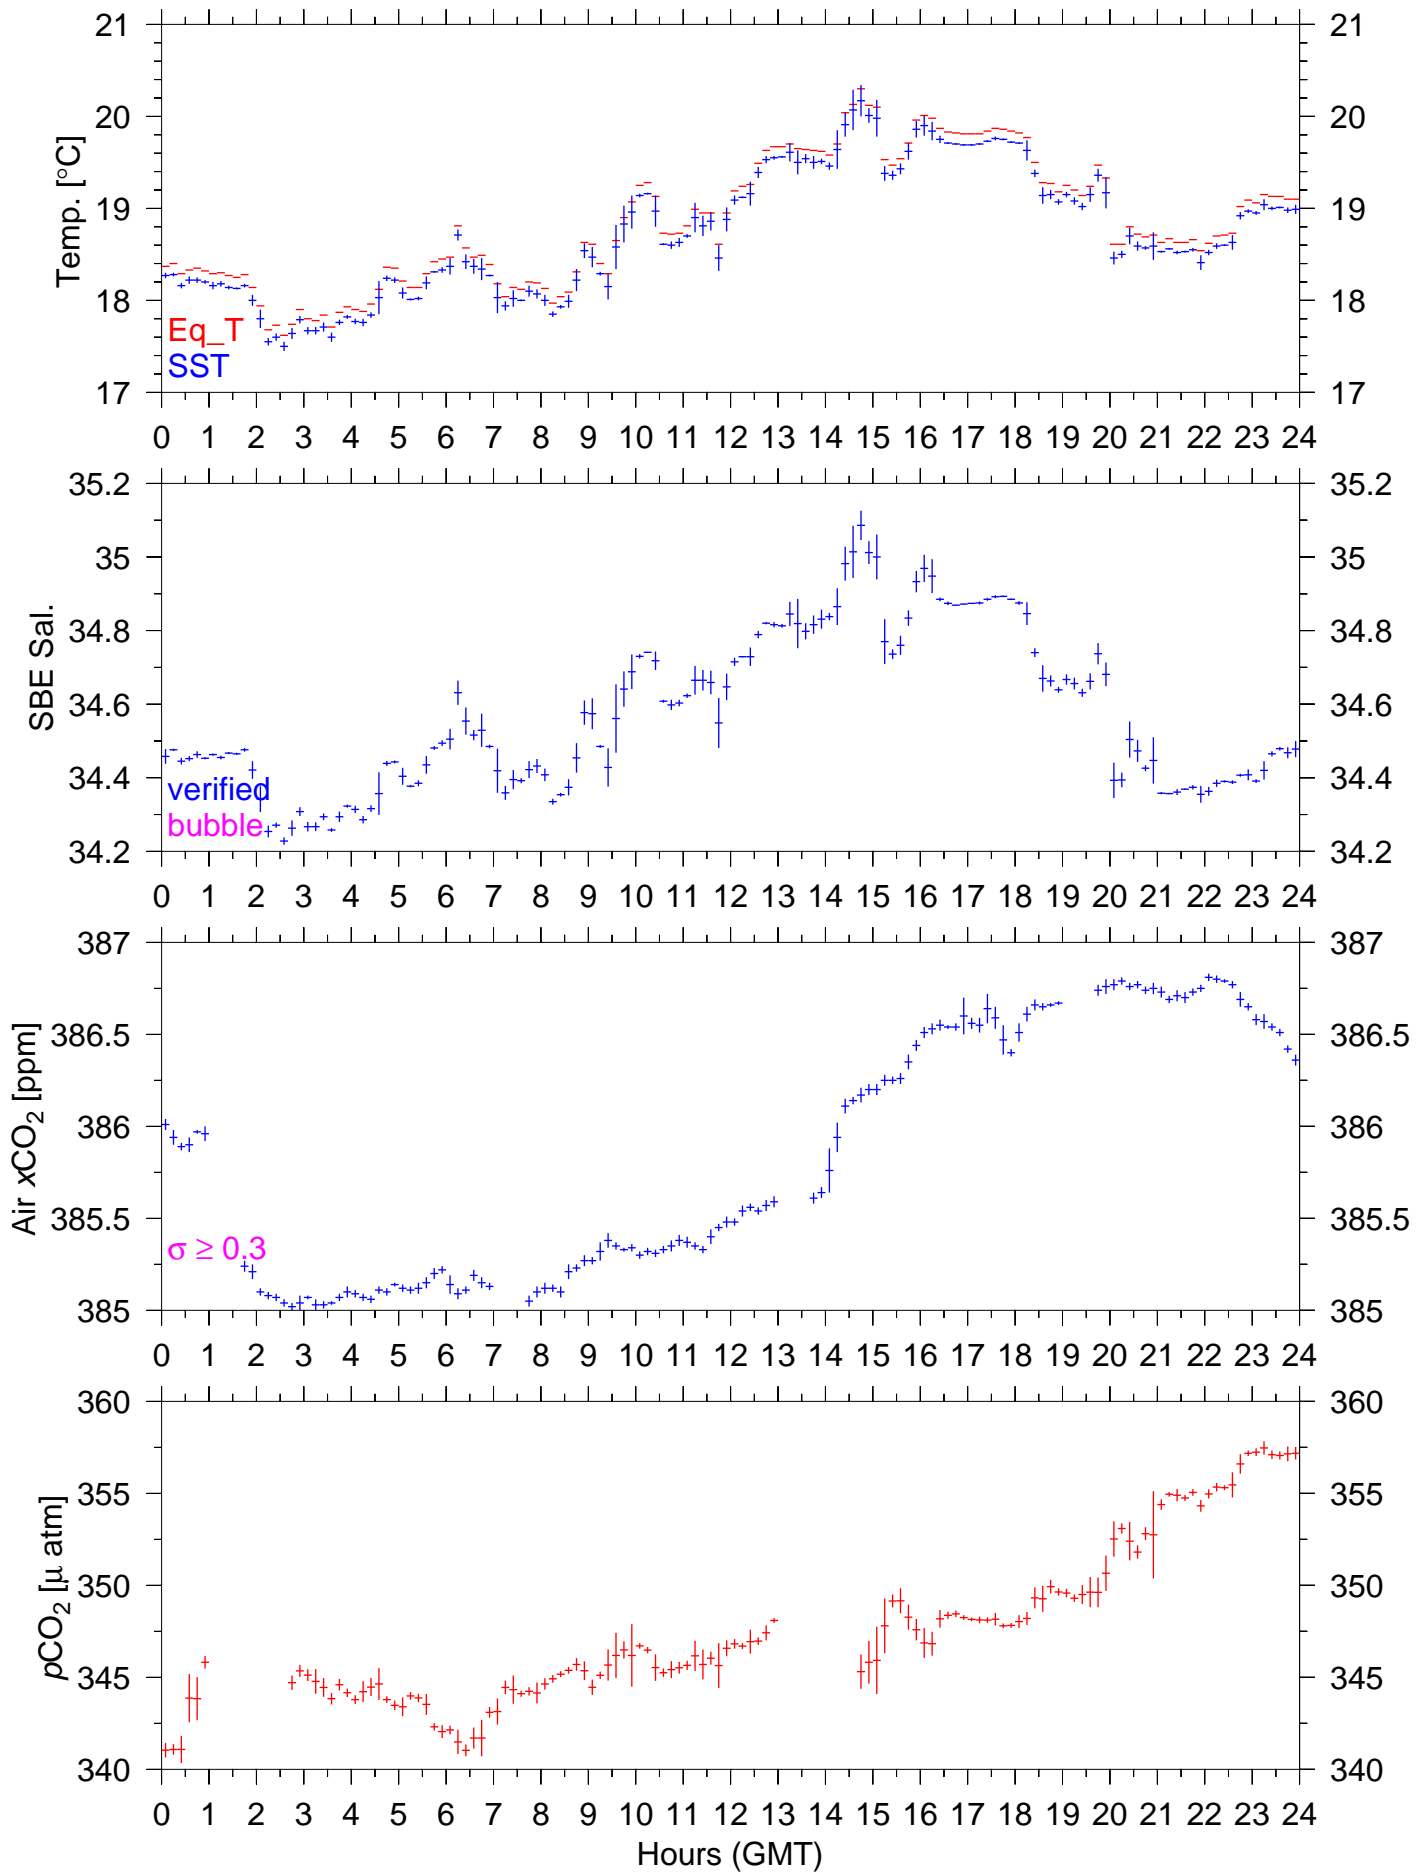 21 21
20 20
19 19
18 18
17 17
Temp. [°C]
Eq_T
SST
0 1 2 3 4 5 6 7 8 9 10 11 12 13 14 15 16 17 18 19 20 21 22 23 24
35.2 35.2
35 35
34.8 34.8
34.6 34.6
34.4 34.4
34.2 34.2
SBE Sal.
verified
bubble
0 1 2 3 4 5 6 7 8 9 10 11 12 13 14 15 16 17 18 19 20 21 22 23 24
387 387
386.5 386.5
386 386
385.5 385.5
385 385
Air xCO₂ [ppm]
σ ≥ 0.3
0 1 2 3 4 5 6 7 8 9 10 11 12 13 14 15 16 17 18 19 20 21 22 23 24
360 360
355 355
350 350
345 345
340 340
pCO₂ [μ atm]
0 1 2 3 4 5 6 7 8 9 10 11 12 13 14 15 16 17 18 19 20 21 22 23 24
Hours (GMT)